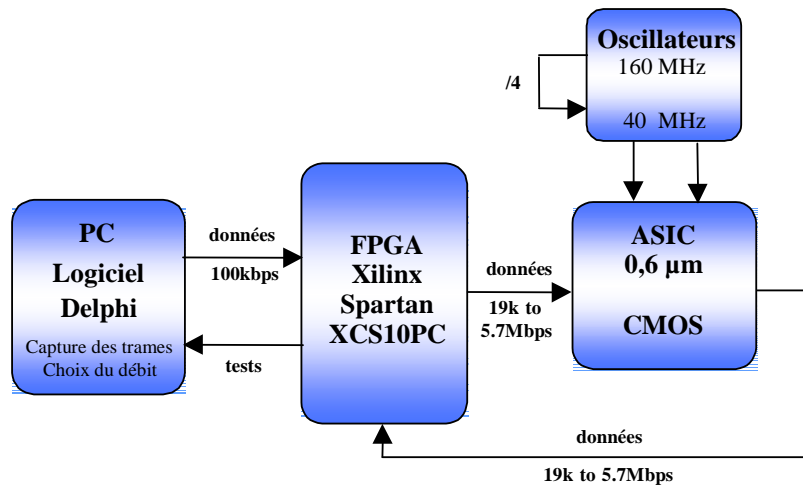 Oscillateurs
160 MHz
/4
40 MHz
PC
Logiciel
Delphi
Capture des trames
Choix du débit
données
100kbps
tests
FPGA
Xilinx
Spartan
XCS10PC
données
19k to
5.7Mbps
ASIC
0,6 µm
CMOS
données
19k to 5.7Mbps